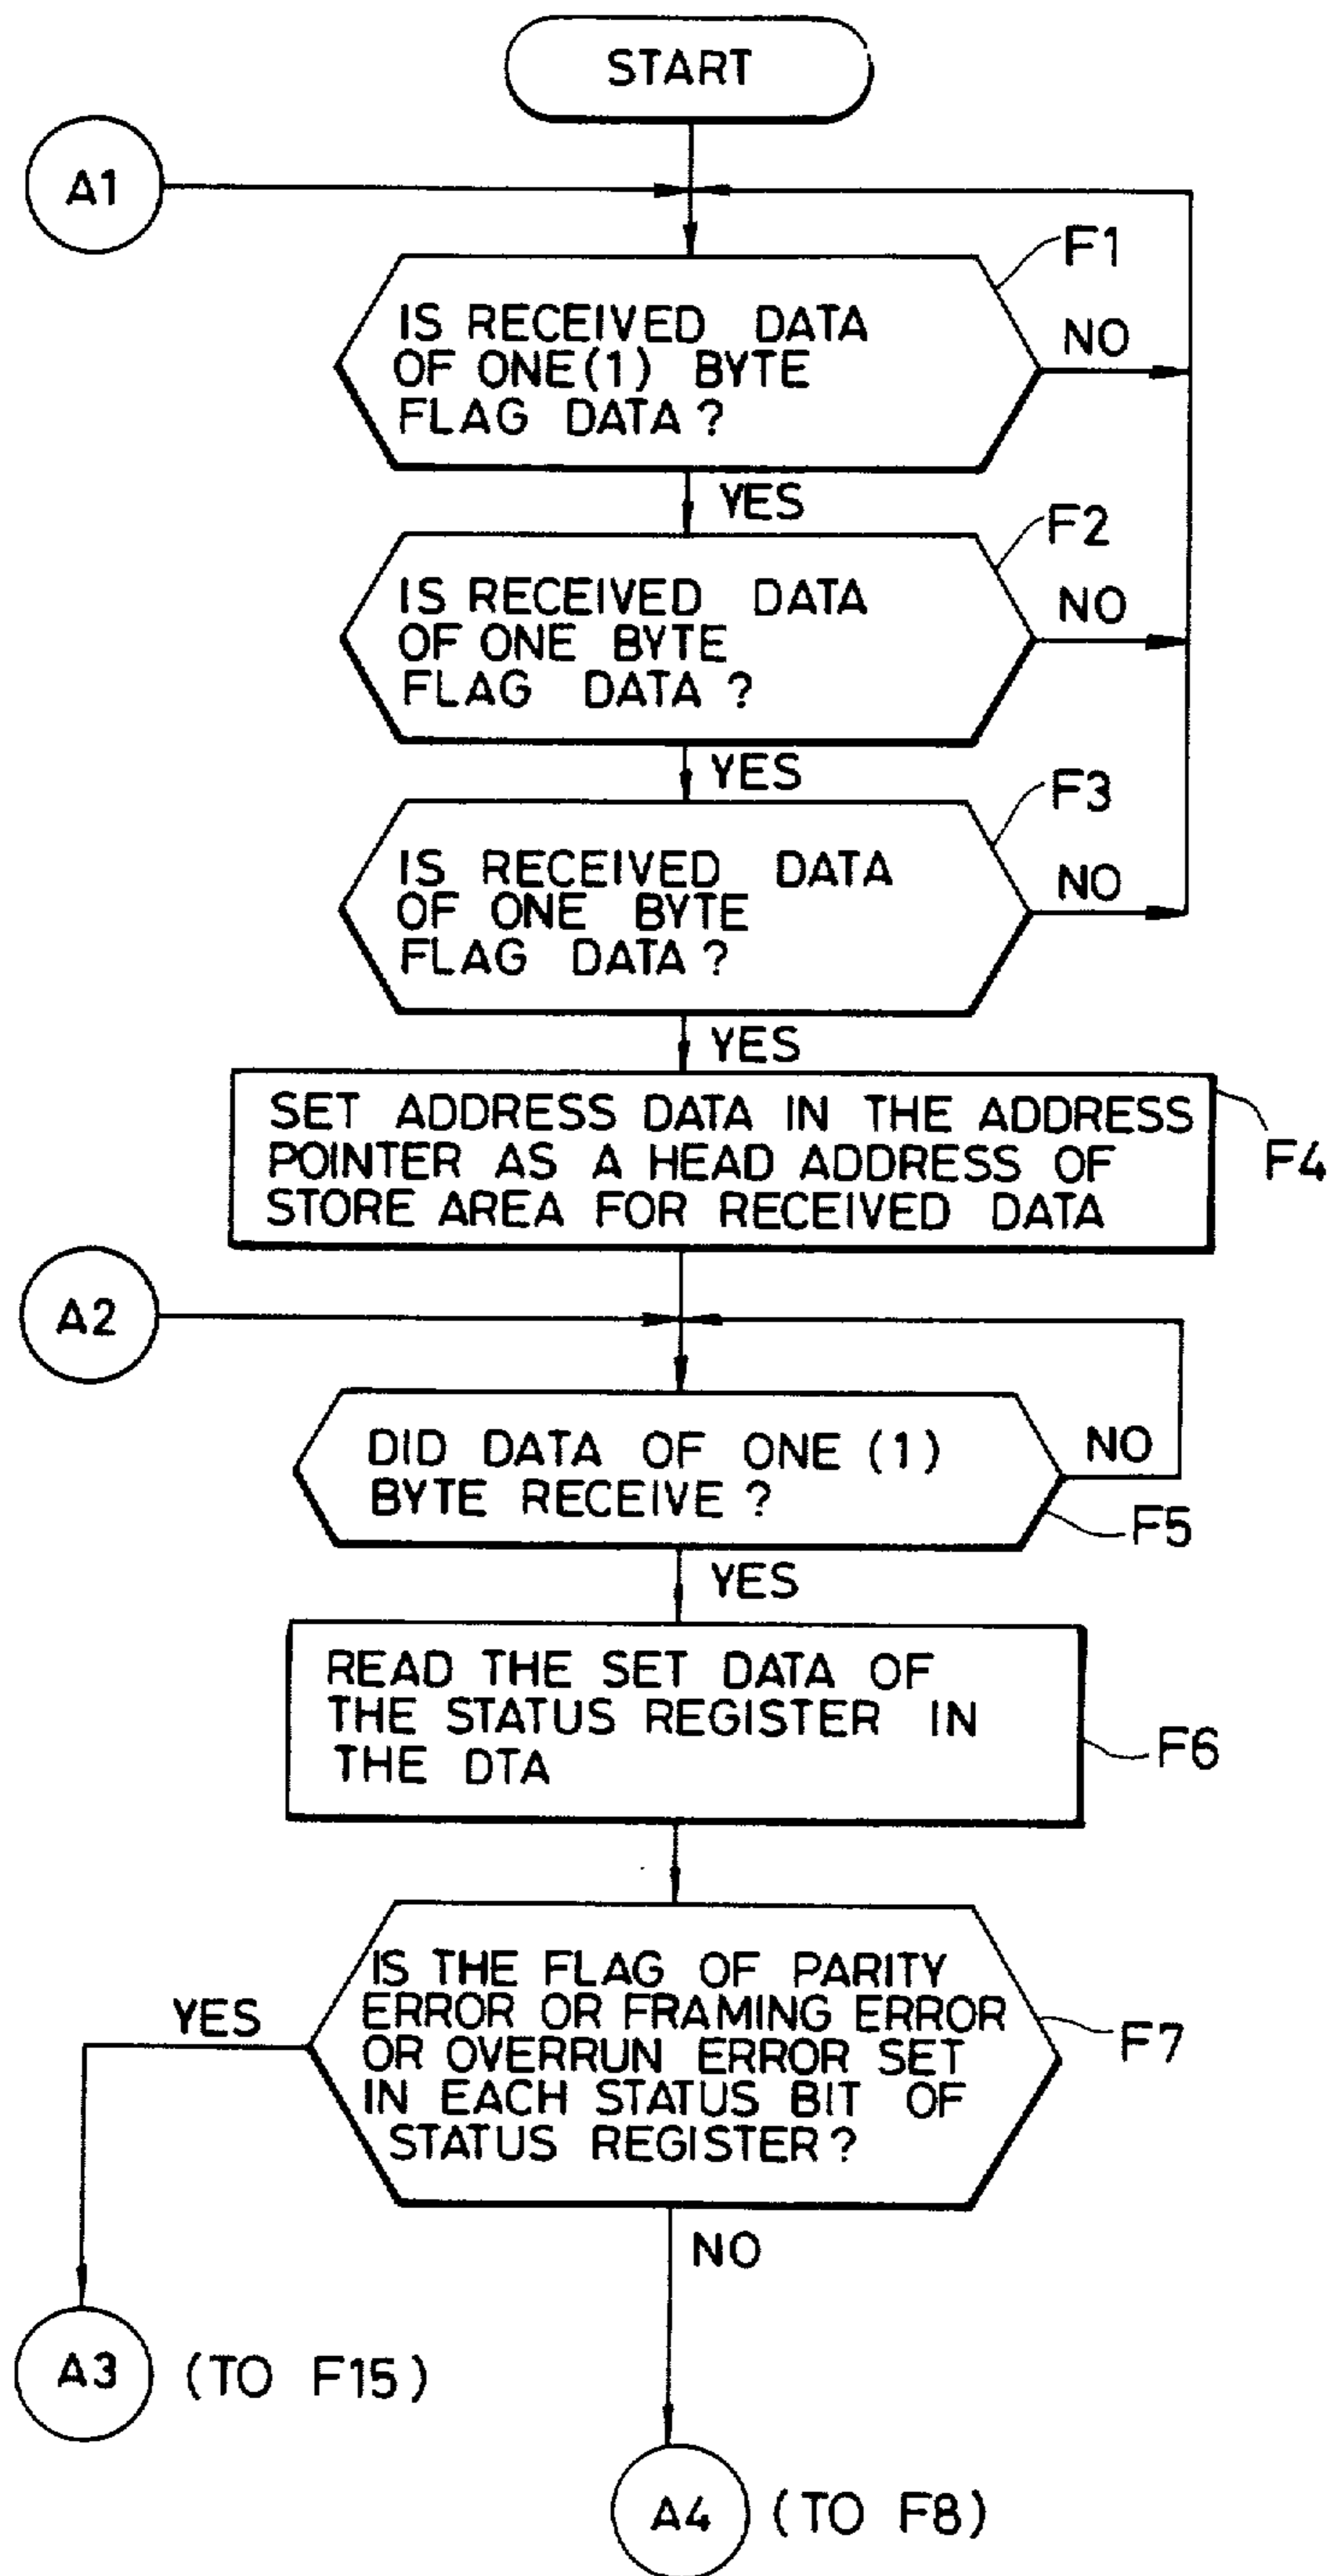 START
A1
F1
IS RECEIVED DATA
OF ONE(1) BYTE
FLAG DATA?
NO
YES
F2
IS RECEIVED DATA
OF ONE BYTE
FLAG DATA?
NO
YES
F3
IS RECEIVED DATA
OF ONE BYTE
FLAG DATA?
NO
YES
SET ADDRESS DATA IN THE ADDRESS
POINTER AS A HEAD ADDRESS OF
STORE AREA FOR RECEIVED DATA
F4
A2
DID DATA OF ONE (1)
BYTE RECEIVE?
NO
F5
YES
READ THE SET DATA OF
THE STATUS REGISTER IN
THE DTA
F6
IS THE FLAG OF PARITY
ERROR OR FRAMING ERROR
OR OVERRUN ERROR SET
IN EACH STATUS BIT OF
STATUS REGISTER?
YES
F7
NO
A3 (TO F15)
A4 (TO F8)